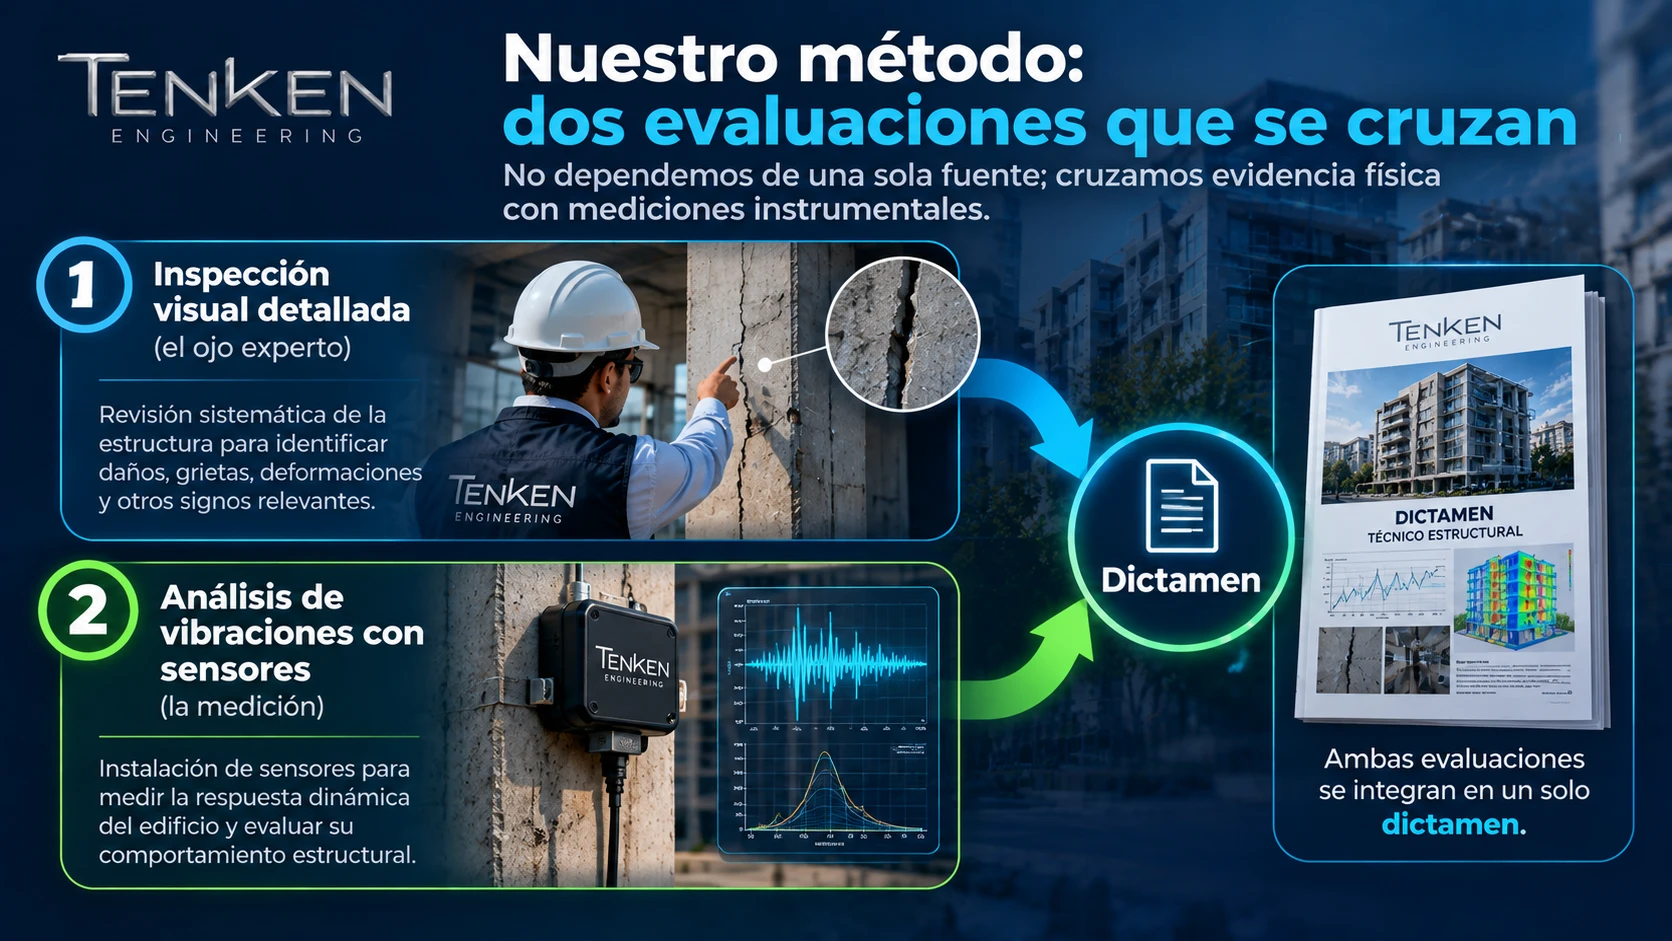 TENKEN
ENGINEERING
Nuestro método:
dos evaluaciones que se cruzan
No dependemos de una sola fuente; cruzamos evidencia física
con mediciones instrumentales.
1
Inspección
visual detallada
(el ojo experto)
Revisión sistemática de la
estructura para identificar
daños, grietas, deformaciones
y otros signos relevantes.
TENKEN
ENGINEERING
2
Análisis de
vibraciones con
sensores
(la medición)
Instalación de sensores para
medir la respuesta dinámica
del edificio y evaluar su
comportamiento estructural.
TENKEN
ENGINEERING
Dictamen
TENKEN
ENGINEERING
DICTAMEN
TÉCNICO ESTRUCTURAL
Ambas evaluaciones
se integran en un solo
dictamen.